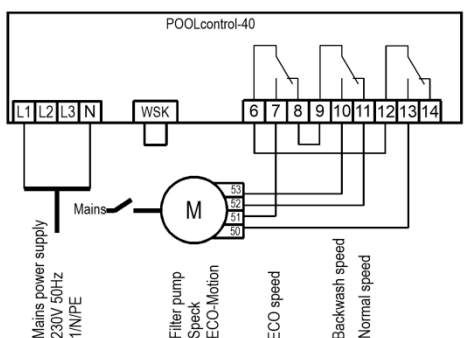 POOLcontrol-40
L1 L2 L3 N WSK 6 7 8 9 10 11 12 13 14
Mains M 53
52
51
50
Mains power supply
230V 50Hz
1/N/PE
Filter pump
Speck
ECO-Motion
ECO speed
Backwash speed
Normal speed